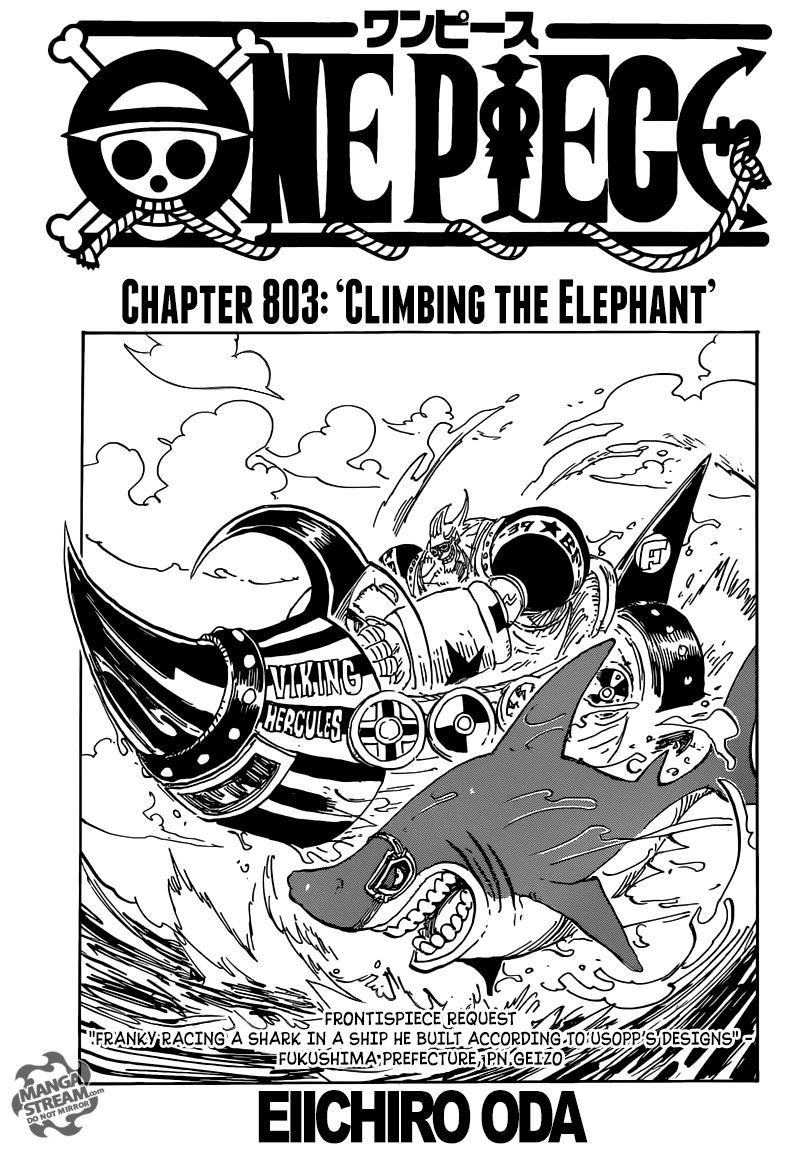 ワンピース
ONE PIECE
CHAPTER 803: ‘CLIMBING THE ELEPHANT’
VIKING
HERCULES
FRONTISPIECE REQUEST
"FRANKY RACING A SHARK IN A SHIP HE BUILT ACCORDING TO USOPP'S DESIGNS" -
FUKUSHIMA PREFECTURE, P.N. GEIZO
MANGA
STREAM.com
DO NOT MIRROR
EIICHIRO ODA